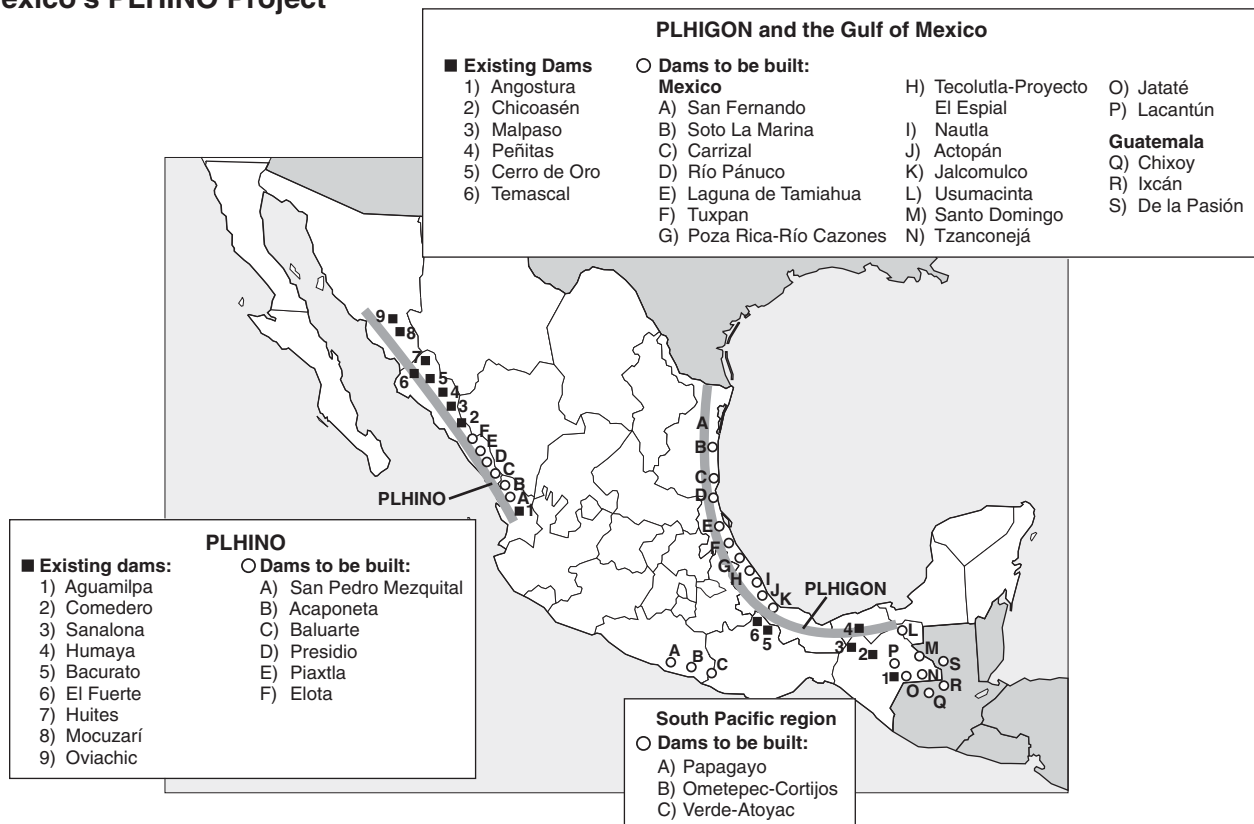 exico's PLHINO Project
PLHIGON and the Gulf of Mexico
■ Existing Dams
1) Angostura
2) Chicoasén
3) Malpaso
4) Peñitas
5) Cerro de Oro
6) Temascal
○ Dams to be built:
Mexico
A) San Fernando
B) Soto La Marina
C) Carrizal
D) Río Pánuco
E) Laguna de Tamiahua
F) Tuxpan
G) Poza Rica-Río Cazones
H) Tecolutla-Proyecto
El Espial
I) Nautla
J) Actopán
K) Jalcomulco
L) Usumacinta
M) Santo Domingo
N) Tzanconejá
O) Jataté
P) Lacantún
Guatemala
Q) Chixoy
R) Ixcán
S) De la Pasión
9
8
7
6
5
4
3
2
F
E
D
C
B
A
1
PLHINO
A
B
C
D
E
F
G
H
I
J
K
PLHIGON
6
5
4
3
2
1
L
M
P
N
S
O
R
Q
A
B
C
PLHINO
■ Existing dams:
1) Aguamilpa
2) Comedero
3) Sanalona
4) Humaya
5) Bacurato
6) El Fuerte
7) Huites
8) Mocuzarí
9) Oviachic
○ Dams to be built:
A) San Pedro Mezquital
B) Acaponeta
C) Baluarte
D) Presidio
E) Piaxtla
F) Elota
South Pacific region
○ Dams to be built:
A) Papagayo
B) Ometepec-Cortijos
C) Verde-Atoyac